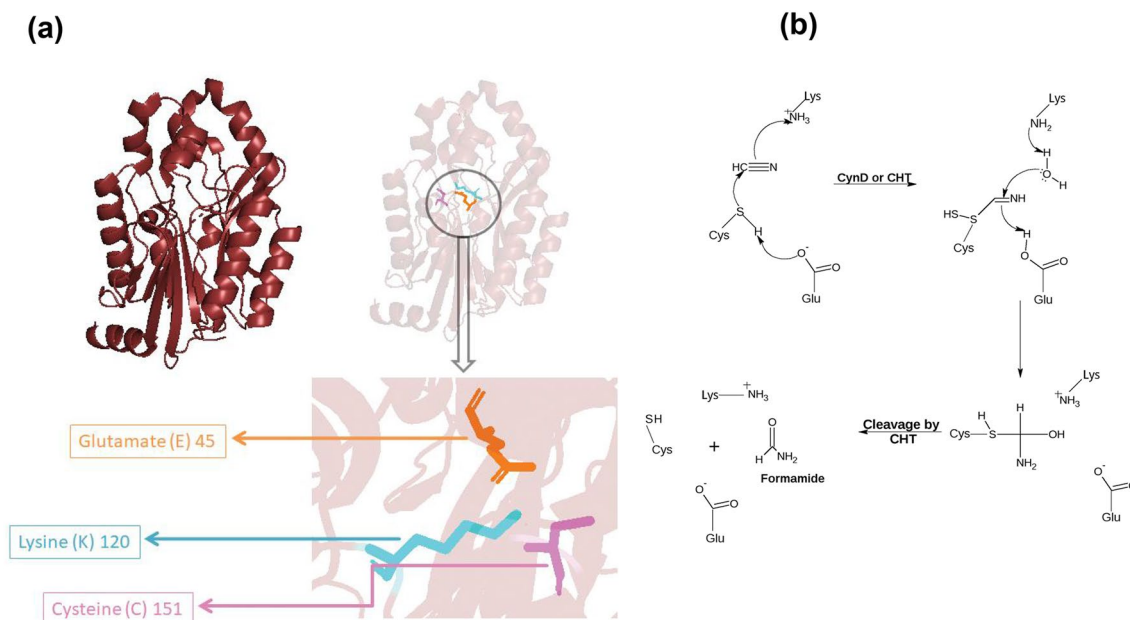 (a)
Glutamate (E) 45
Lysine (K) 120
Cysteine (C) 151
(b)
Lys
NH3
+
HC
N
S
H
Cys
O-
O
Glu
CynD or CHT
Lys
NH2
H
O
H
NH
HS
S
Cys
H
O
O
Glu
Lys
+
NH3
H
H
Cys
S
OH
NH2
O-
O
Glu
Cleavage by
CHT
Lys
+
NH3
SH
Cys
+
O
H
NH2
Formamide
O-
O
Glu